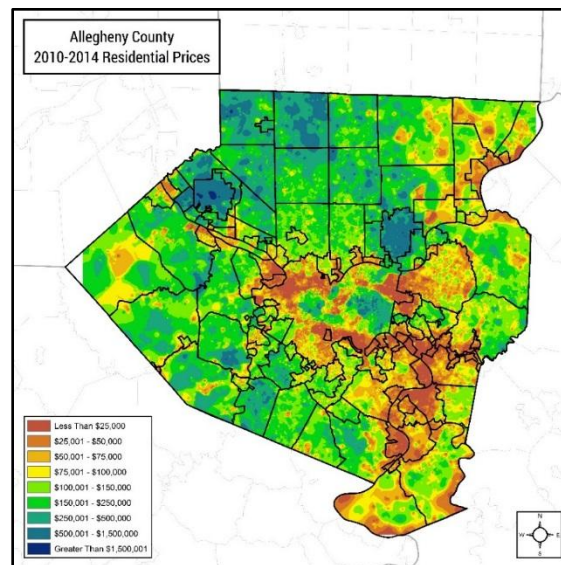 Allegheny County
2010-2014 Residential Prices
Less Than $25,000
$25,001 - $50,000
$50,001 - $75,000
$75,001 - $100,000
$100,001 - $150,000
$150,001 - $250,000
$250,001 - $500,000
$500,001 - $1,500,000
Greater Than $1,500,001
N
W
E
S